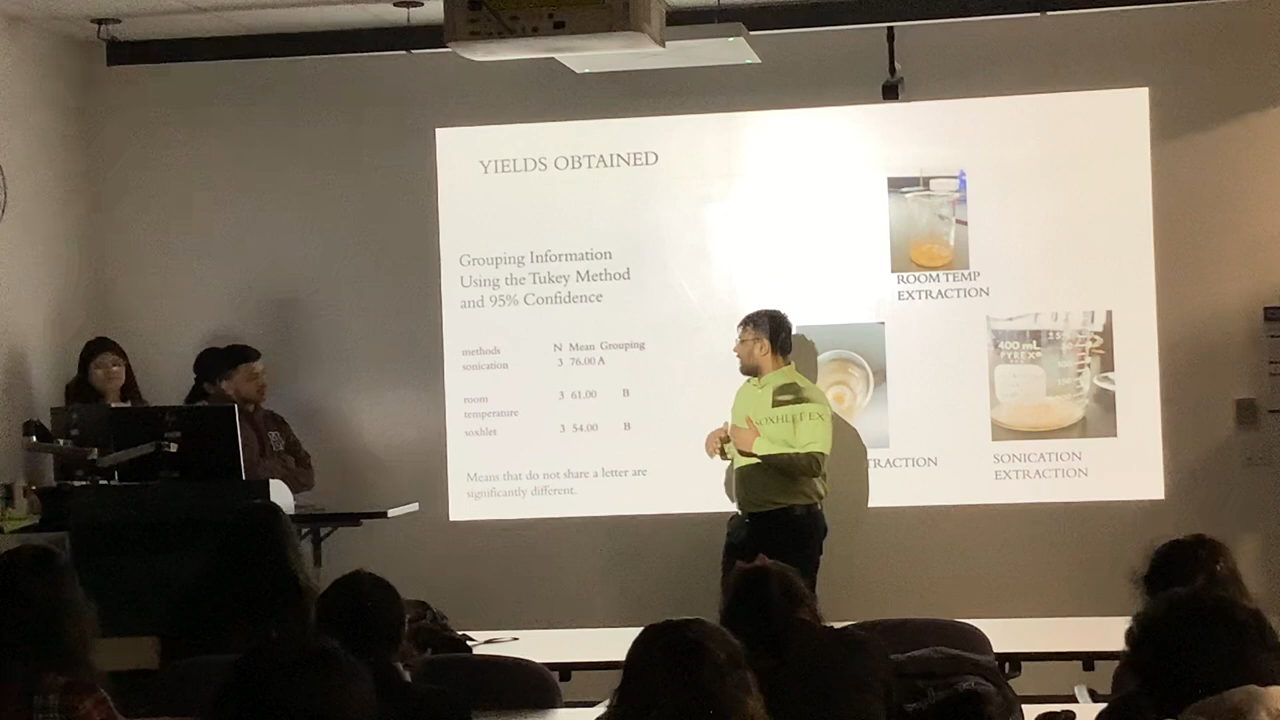 YIELDS OBTAINED
Grouping Information
Using the Tukey Method
and 95% Confidence
methods N Mean Grouping
sonication 3 76.00 A
room
temperature 3 61.00 B
soxhlet 3 54.00 B
Means that do not share a letter are
significantly different.
ROOM TEMP
EXTRACTION
400 mL
PYREX®
SOXHLET EX
TRACTION
SONICATION
EXTRACTION